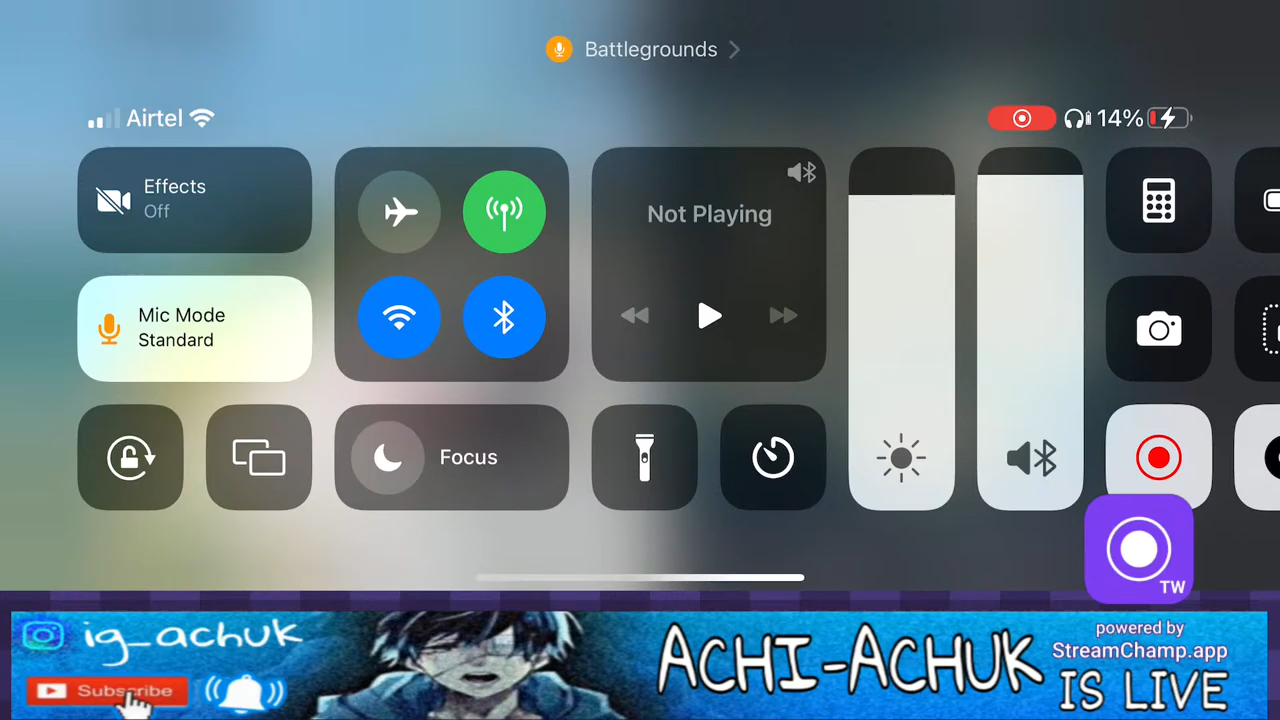 Battlegrounds
Airtel
14%
Effects
Off
Not Playing
Mic Mode
Standard
Focus
TW
ig_achuk
Subscribe
ACHI-ACHUK
IS LIVE
powered by
StreamChamp.app